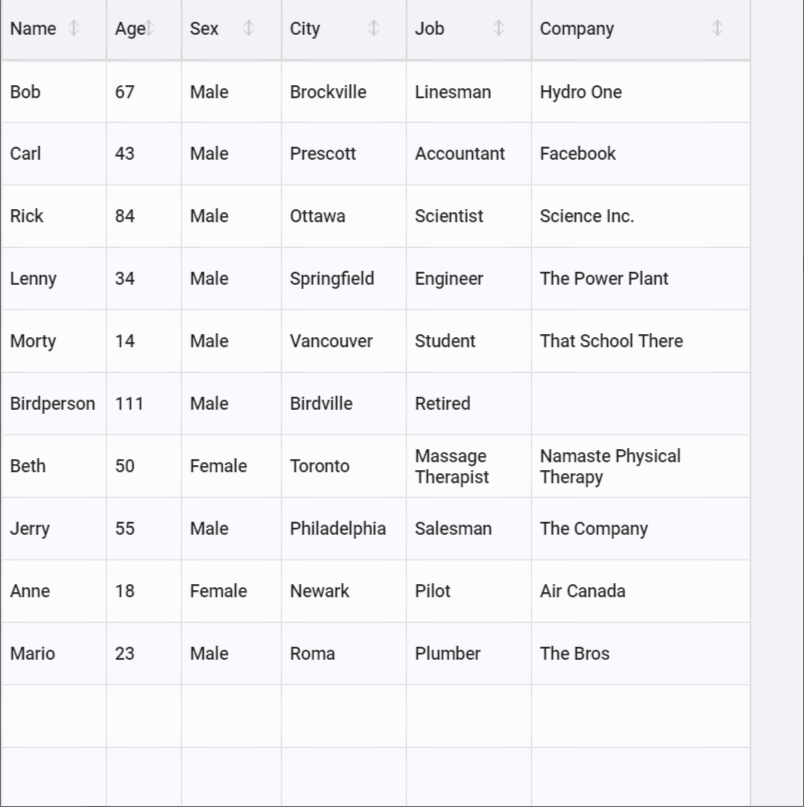 Name Age Sex City Job Company
Bob 67 Male Brockville Linesman Hydro One
Carl 43 Male Prescott Accountant Facebook
Rick 84 Male Ottawa Scientist Science Inc.
Lenny 34 Male Springfield Engineer The Power Plant
Morty 14 Male Vancouver Student That School There
Birdperson 111 Male Birdville Retired
Beth 50 Female Toronto Massage Therapist Namaste Physical Therapy
Jerry 55 Male Philadelphia Salesman The Company
Anne 18 Female Newark Pilot Air Canada
Mario 23 Male Roma Plumber The Bros